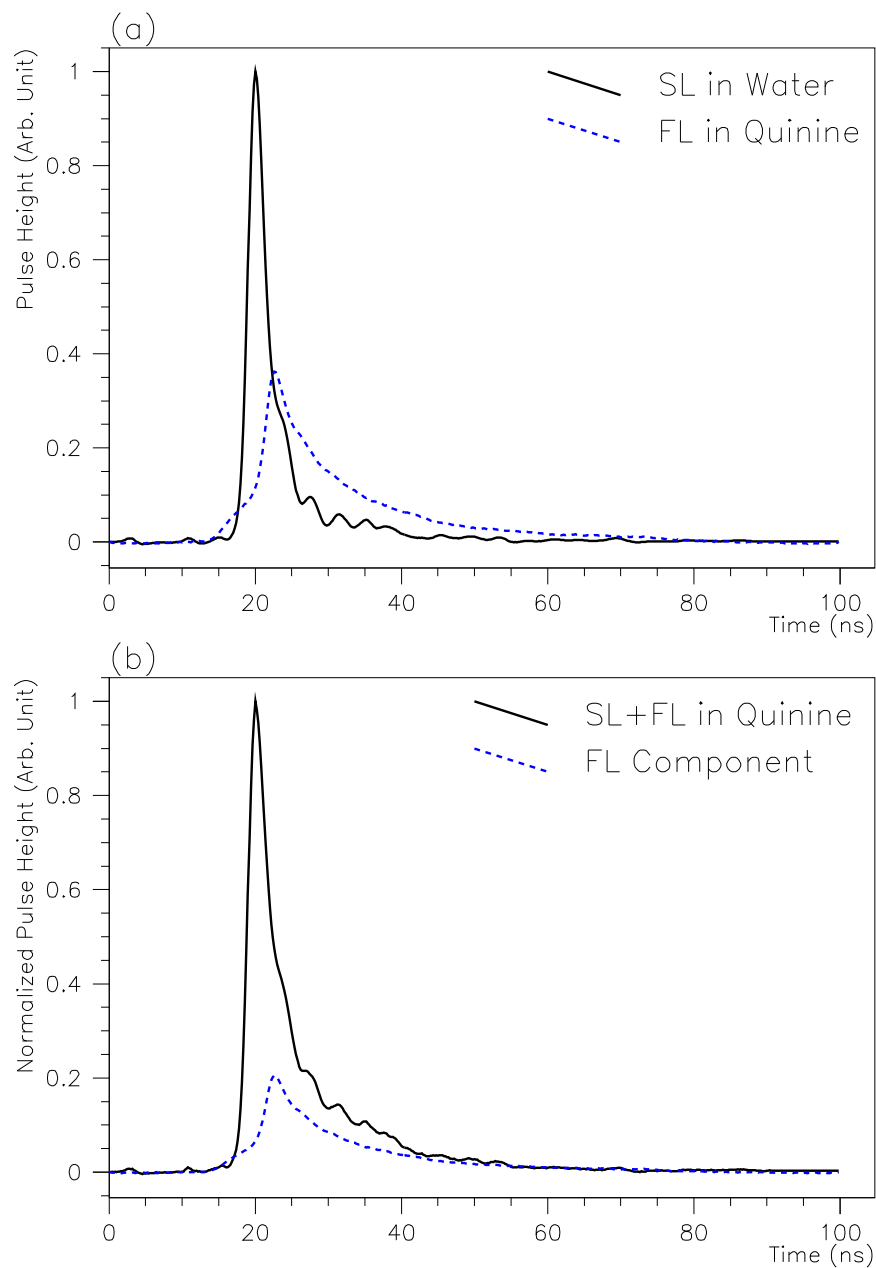 (a)
Pulse Height (Arb. Unit)
1
0.8
0.6
0.4
0.2
0
SL in Water
FL in Quinine
0 20 40 60 80 100
Time (ns)
(b)
Normalized Pulse Height (Arb. Unit)
1
0.8
0.6
0.4
0.2
0
SL+FL in Quinine
FL Component
0 20 40 60 80 100
Time (ns)